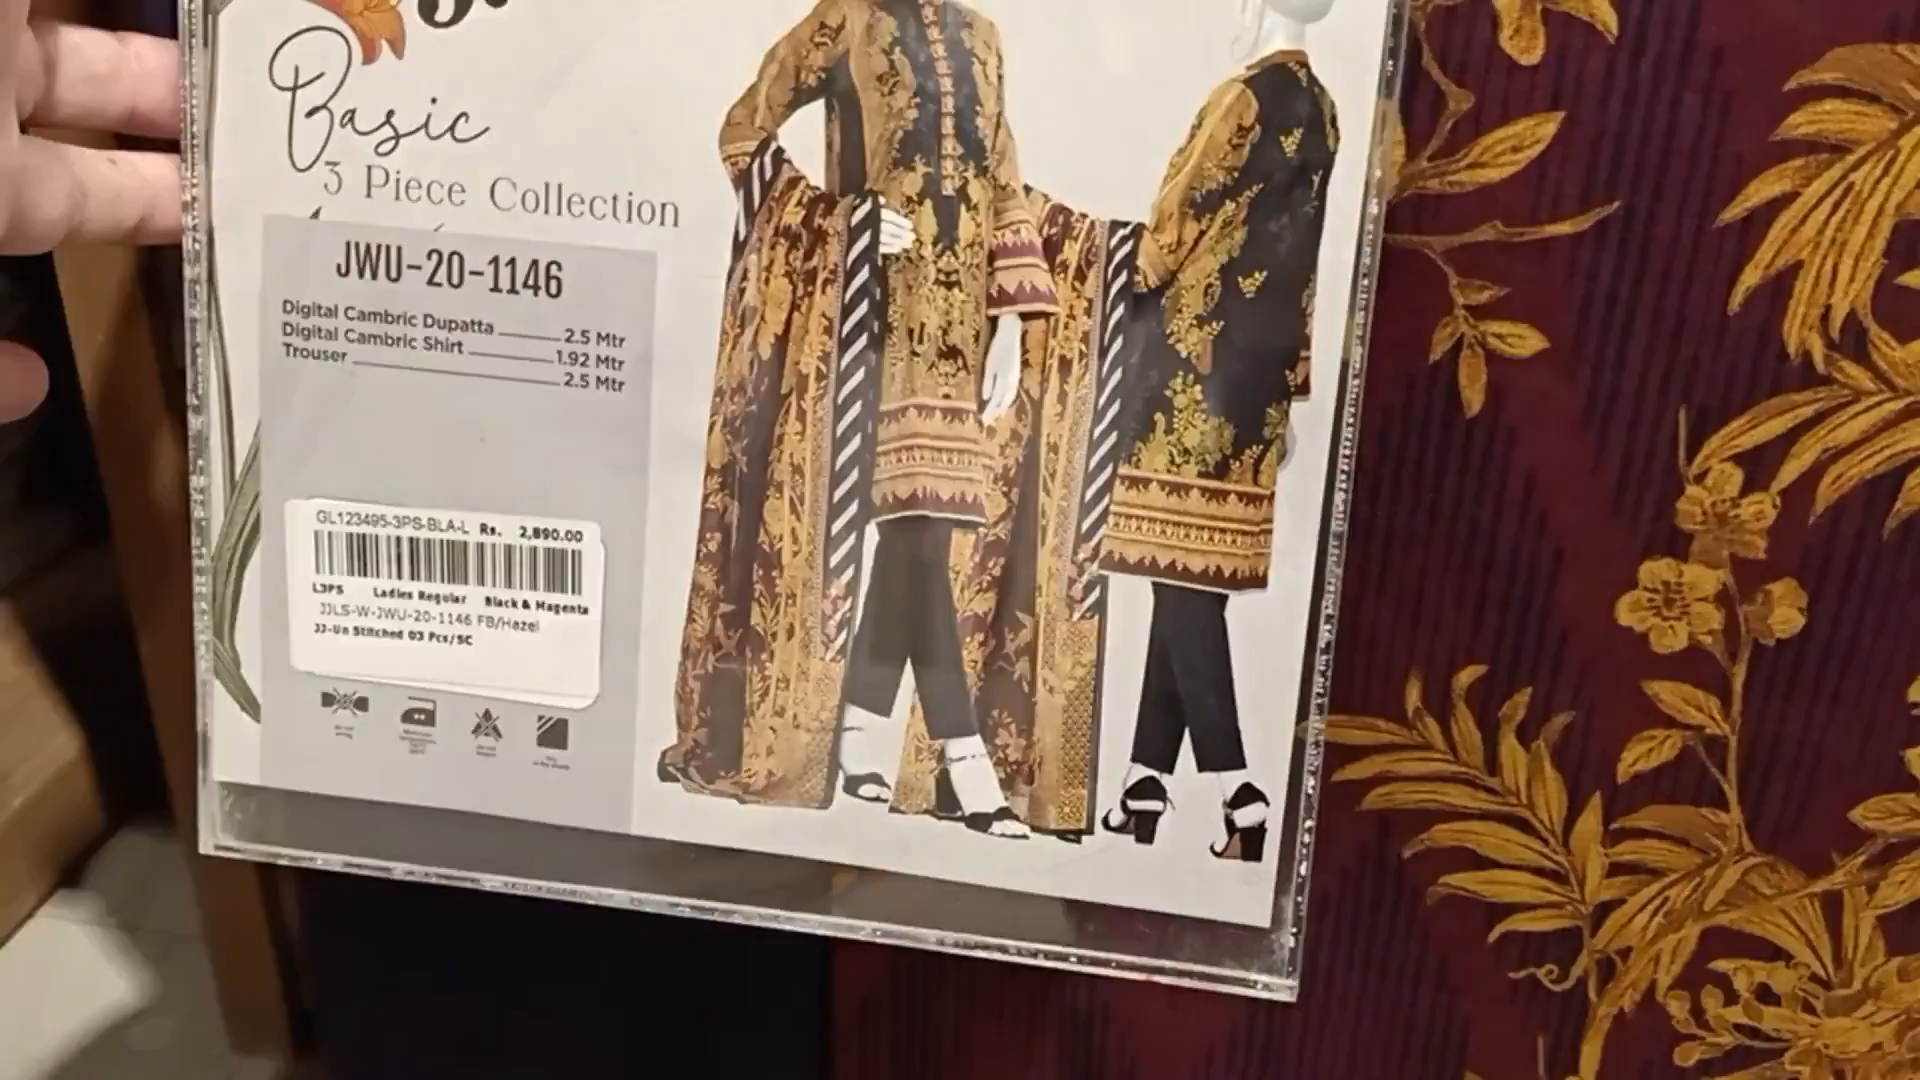 Basic
3 Piece Collection
JWU-20-1146
Digital Cambric Dupatta 2.5 Mtr
Digital Cambric Shirt 1.92 Mtr
Trouser 2.5 Mtr
GL123495-3PS-BLA-L Rs. 2,890.00
L3PS Ladies Regular Black & Magenta
JJLS-W-JWU-20-1146 FB/Hazel
JJ-Un Stitched 03 Pcs/SC